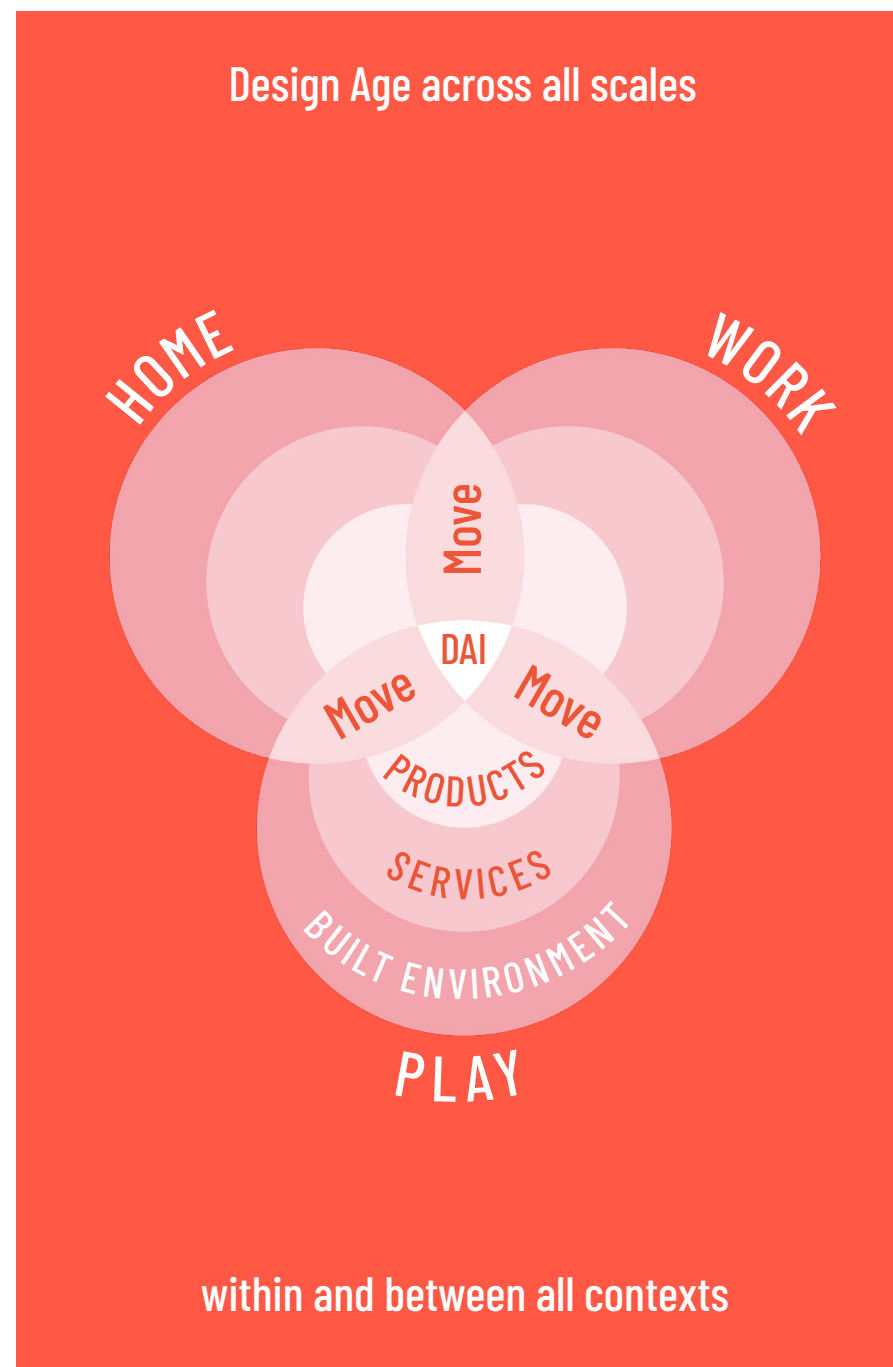 Design Age across all scales
HOME
WORK
Move
DAI
Move
Move
PRODUCTS
SERVICES
BUILT ENVIRONMENT
PLAY
within and between all contexts